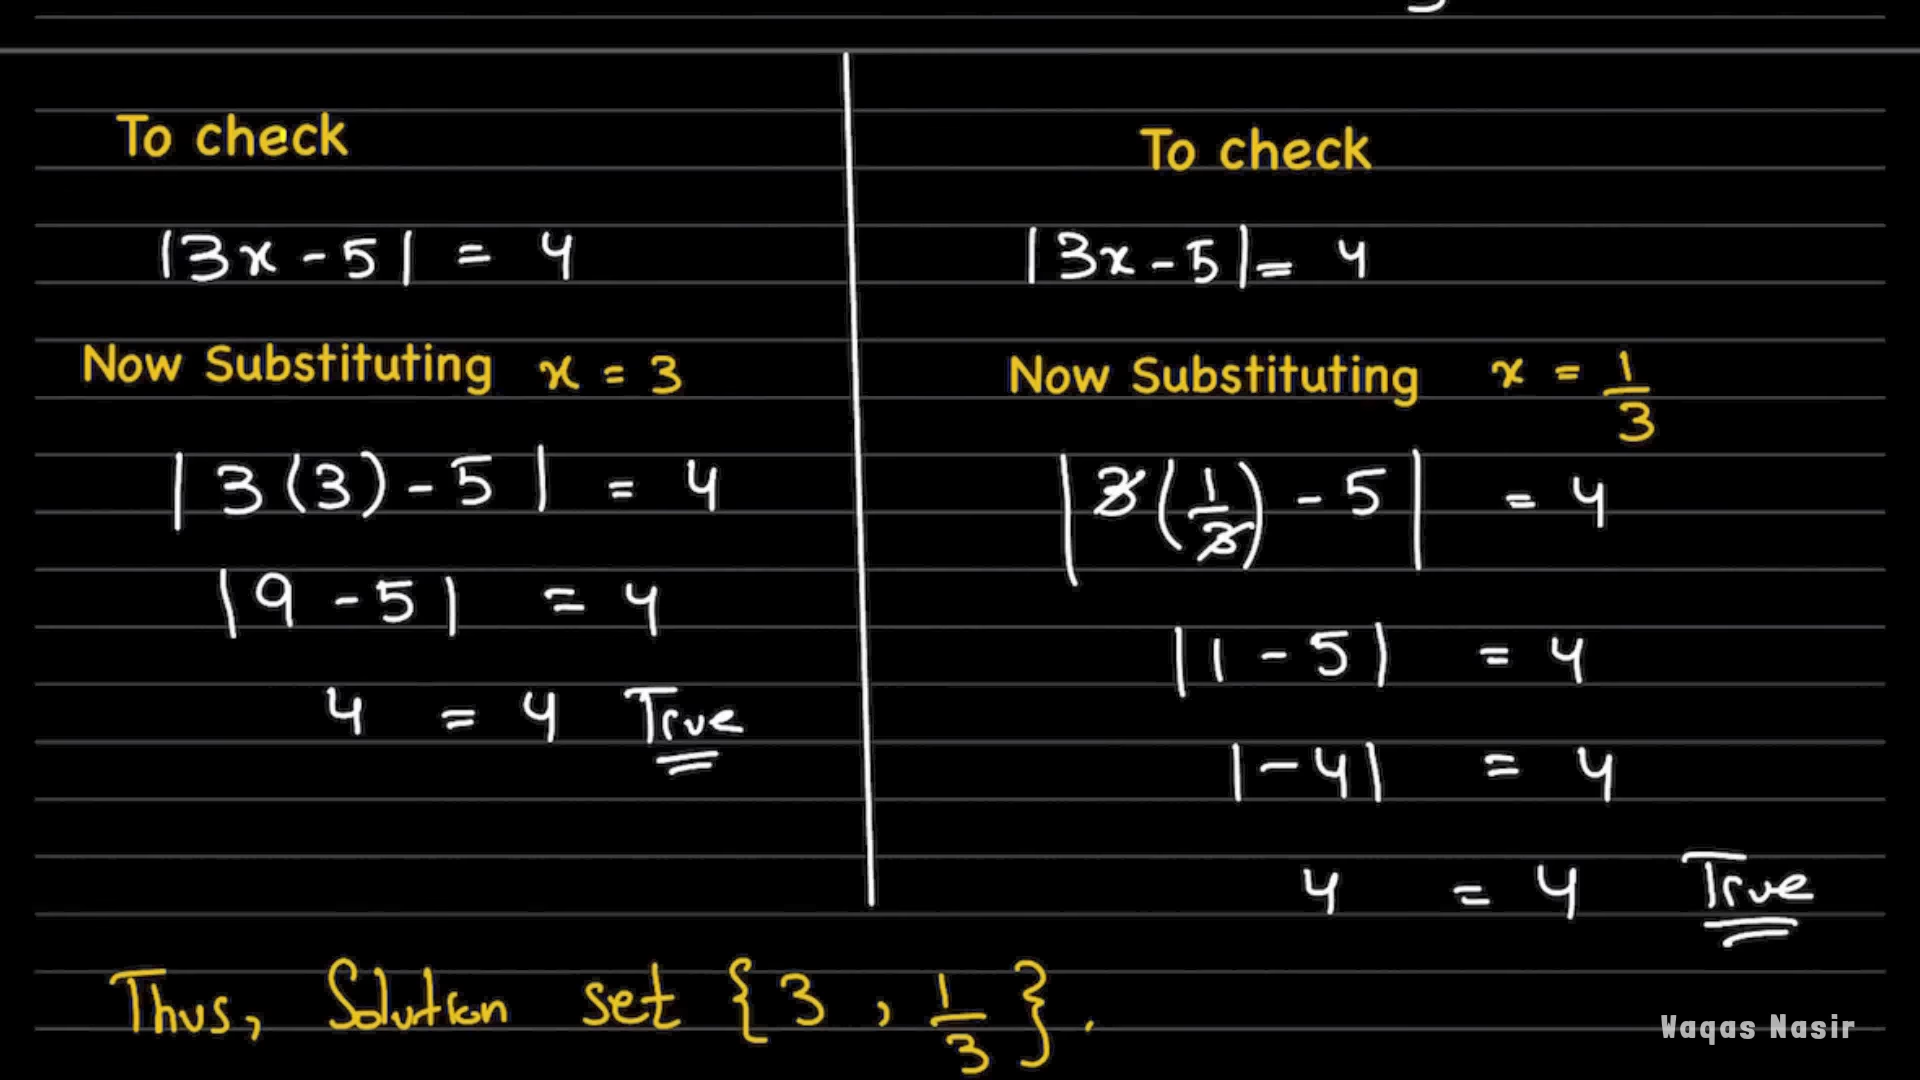 To check
|3x - 5| = 4
Now Substituting x = 3
|3(3) - 5| = 4
|9 - 5| = 4
4 = 4 True
To check
|3x - 5| = 4
Now Substituting x = 1/3
|3(1/3) - 5| = 4
|1 - 5| = 4
|-4| = 4
4 = 4 True
Thus, Solution set {3, 1/3}.
Waqas Nasir